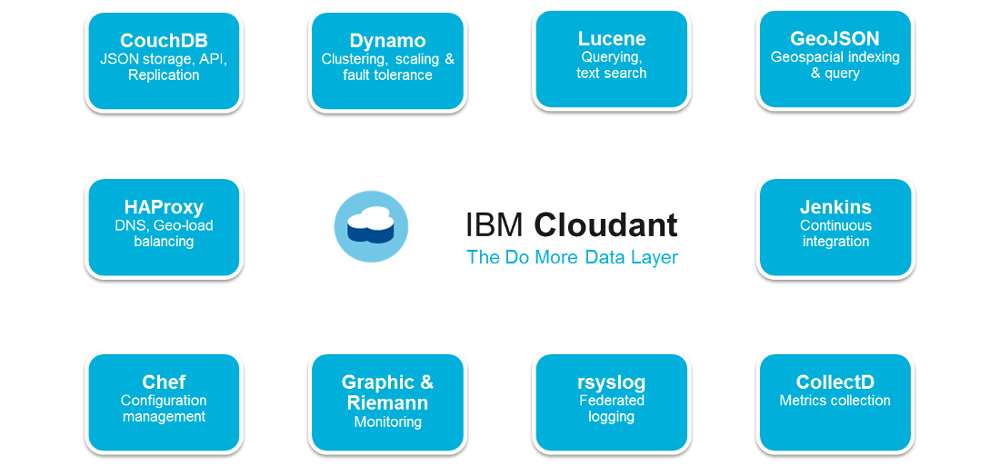 CouchDB
JSON storage, API,
Replication
Dynamo
Clustering, scaling &
fault tolerance
Lucene
Querying,
text search
GeoJSON
Geospacial indexing
& query
HAProxy
DNS, Geo-load
balancing
IBM Cloudant
The Do More Data Layer
Jenkins
Continuous
integration
Chef
Configuration
management
Graphic &
Riemann
Monitoring
rsyslog
Federated
logging
CollectD
Metrics collection